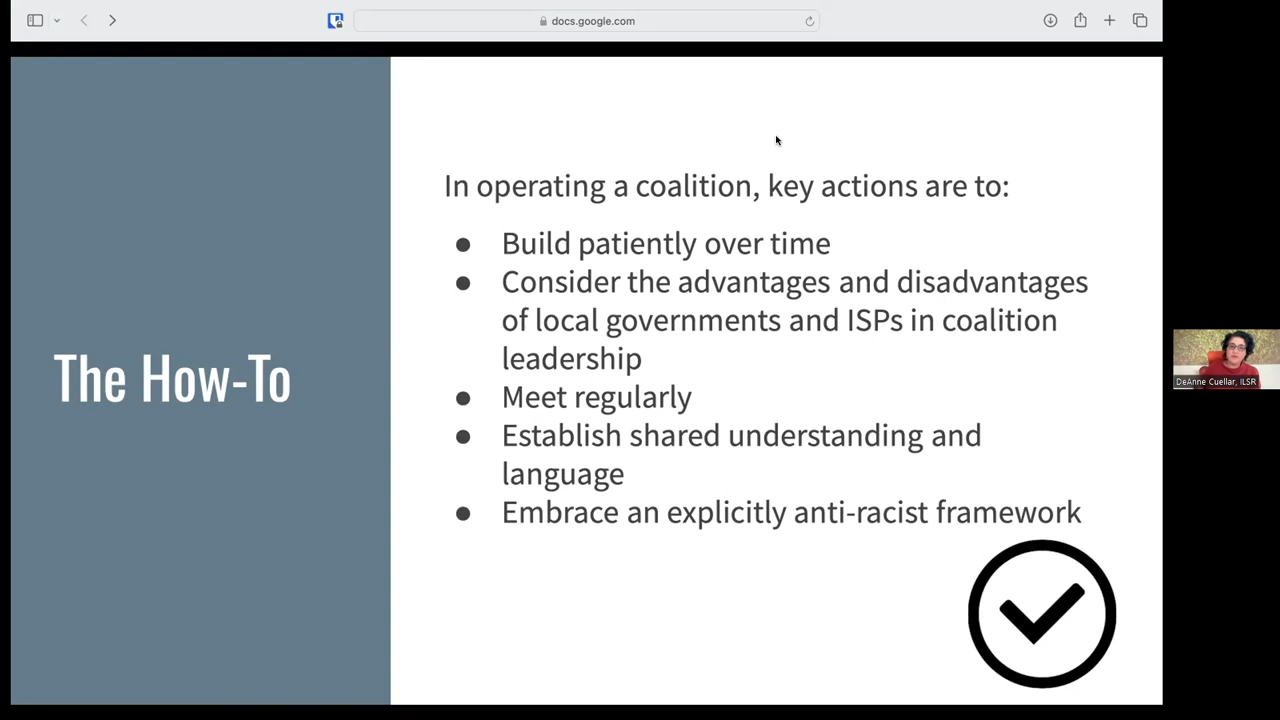 docs.google.com
The How-To
In operating a coalition, key actions are to:
● Build patiently over time
● Consider the advantages and disadvantages
of local governments and ISPs in coalition
leadership
● Meet regularly
● Establish shared understanding and
language
● Embrace an explicitly anti-racist framework
DeAnne Cuellar, ILSR